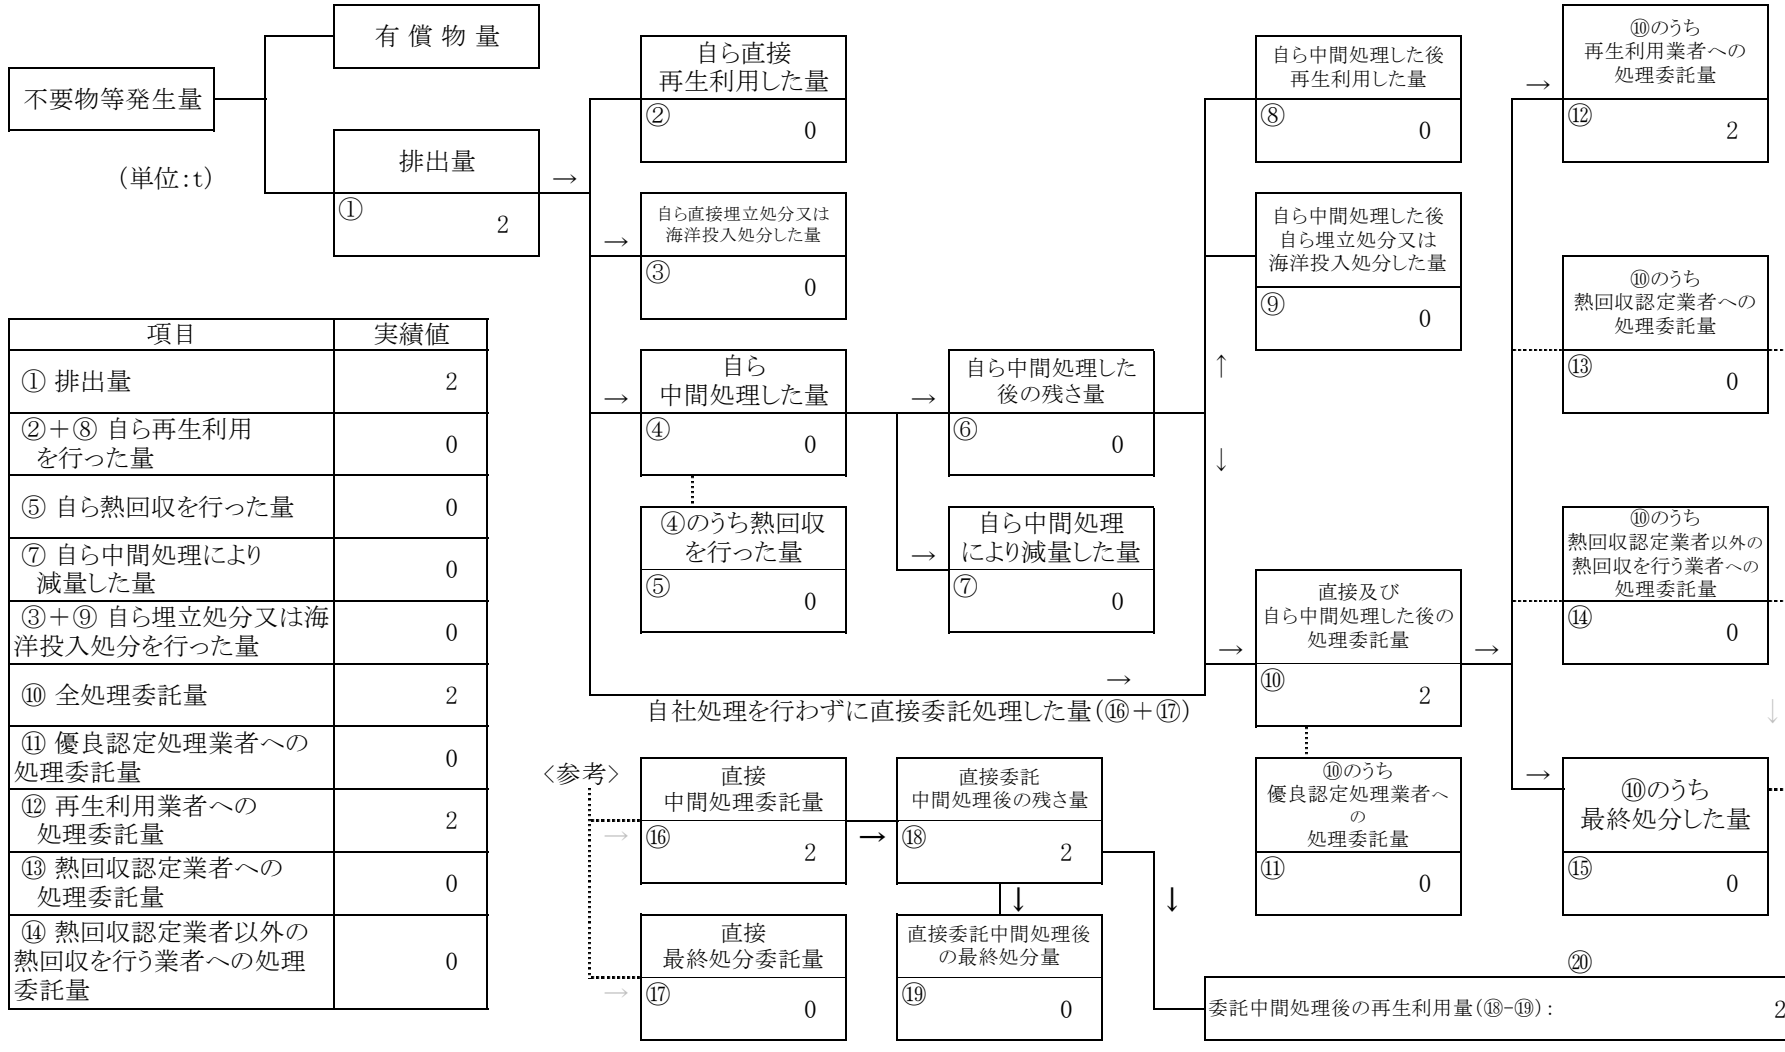 有償物量
不要物等発生量
(単位:t)
排出量
①
2
→
自ら直接
再生利用した量
②
0
→
自ら直接埋立処分又は
海洋投入処分した量
③
0
→
自ら
中間処理した量
④
0
④のうち熱回収
を行った量
⑤
0
→
自ら中間処理した
後の残さ量
⑥
0
→
自ら中間処理
により減量した量
⑦
0
自ら中間処理した後
再生利用した量
⑧
0
自ら中間処理した後
自ら埋立処分又は
海洋投入処分した量
⑨
0
↑
↓
→
直接及び
自ら中間処理した後の
処理委託量
⑩
2
→
⑩のうち
優良認定処理業者へ
の
処理委託量
⑪
0
→
⑩のうち
再生利用業者への
処理委託量
⑫
2
⑩のうち
熱回収認定業者への
処理委託量
⑬
0
⑩のうち
熱回収認定業者以外の
熱回収を行う業者への
処理委託量
⑭
0
↓
→
⑩のうち
最終処分した量
⑮
0
→
自社処理を行わずに直接委託処理した量(⑯+⑰)
〈参考〉
→
直接
中間処理委託量
⑯
2
→
直接委託
中間処理後の残さ量
⑱
2
↓
↓
→
直接
最終処分委託量
⑰
0
直接委託中間処理後
の最終処分量
⑲
0
⑳
委託中間処理後の再生利用量(⑱-⑲): 2
項目 実績値
① 排出量 2
②+⑧ 自ら再生利用
を行った量 0
⑤ 自ら熱回収を行った量 0
⑦ 自ら中間処理により
減量した量 0
③+⑨ 自ら埋立処分又は海
洋投入処分を行った量 0
⑩ 全処理委託量 2
⑪ 優良認定処理業者への
処理委託量 0
⑫ 再生利用業者への
処理委託量 2
⑬ 熱回収認定業者への
処理委託量 0
⑭ 熱回収認定業者以外の
熱回収を行う業者への処理
委託量 0